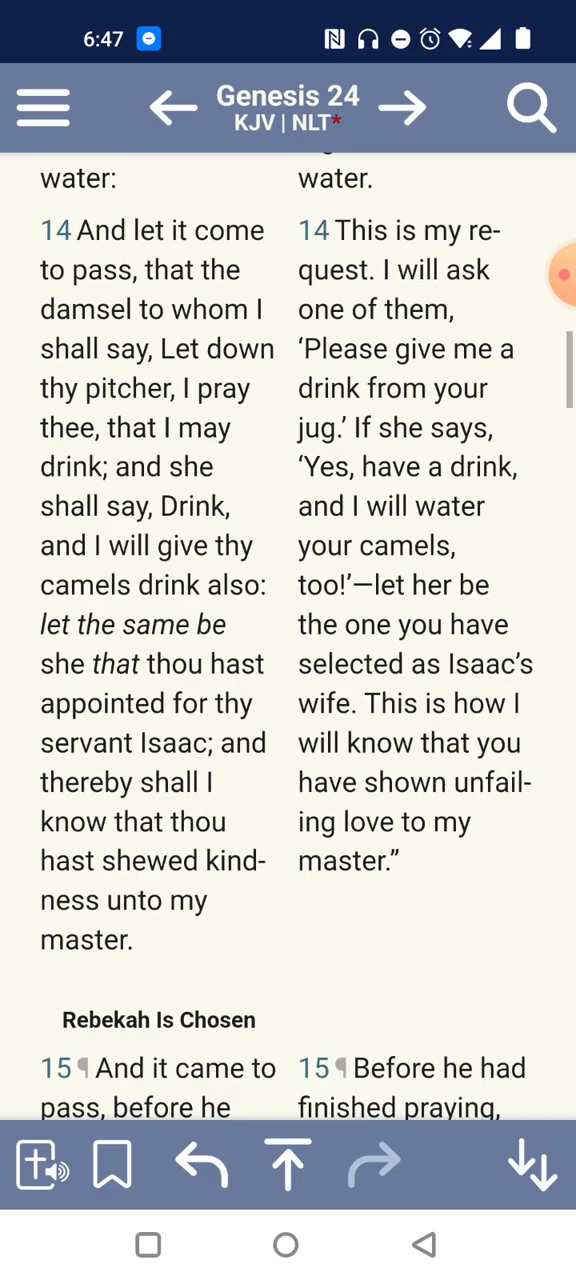 6:47
Genesis 24
KJV | NLT*
water:
14 And let it come
to pass, that the
damsel to whom I
shall say, Let down
thy pitcher, I pray
thee, that I may
drink; and she
shall say, Drink,
and I will give thy
camels drink also:
let the same be
she that thou hast
appointed for thy
servant Isaac; and
thereby shall I
know that thou
hast shewed kind-
ness unto my
master.
water.
14 This is my re-
quest. I will ask
one of them,
‘Please give me a
drink from your
jug.’ If she says,
‘Yes, have a drink,
and I will water
your camels,
too!’—let her be
the one you have
selected as Isaac’s
wife. This is how I
will know that you
have shown unfail-
ing love to my
master.”
Rebekah Is Chosen
15 ¶ And it came to
pass, before he
15 ¶ Before he had
finished praying,